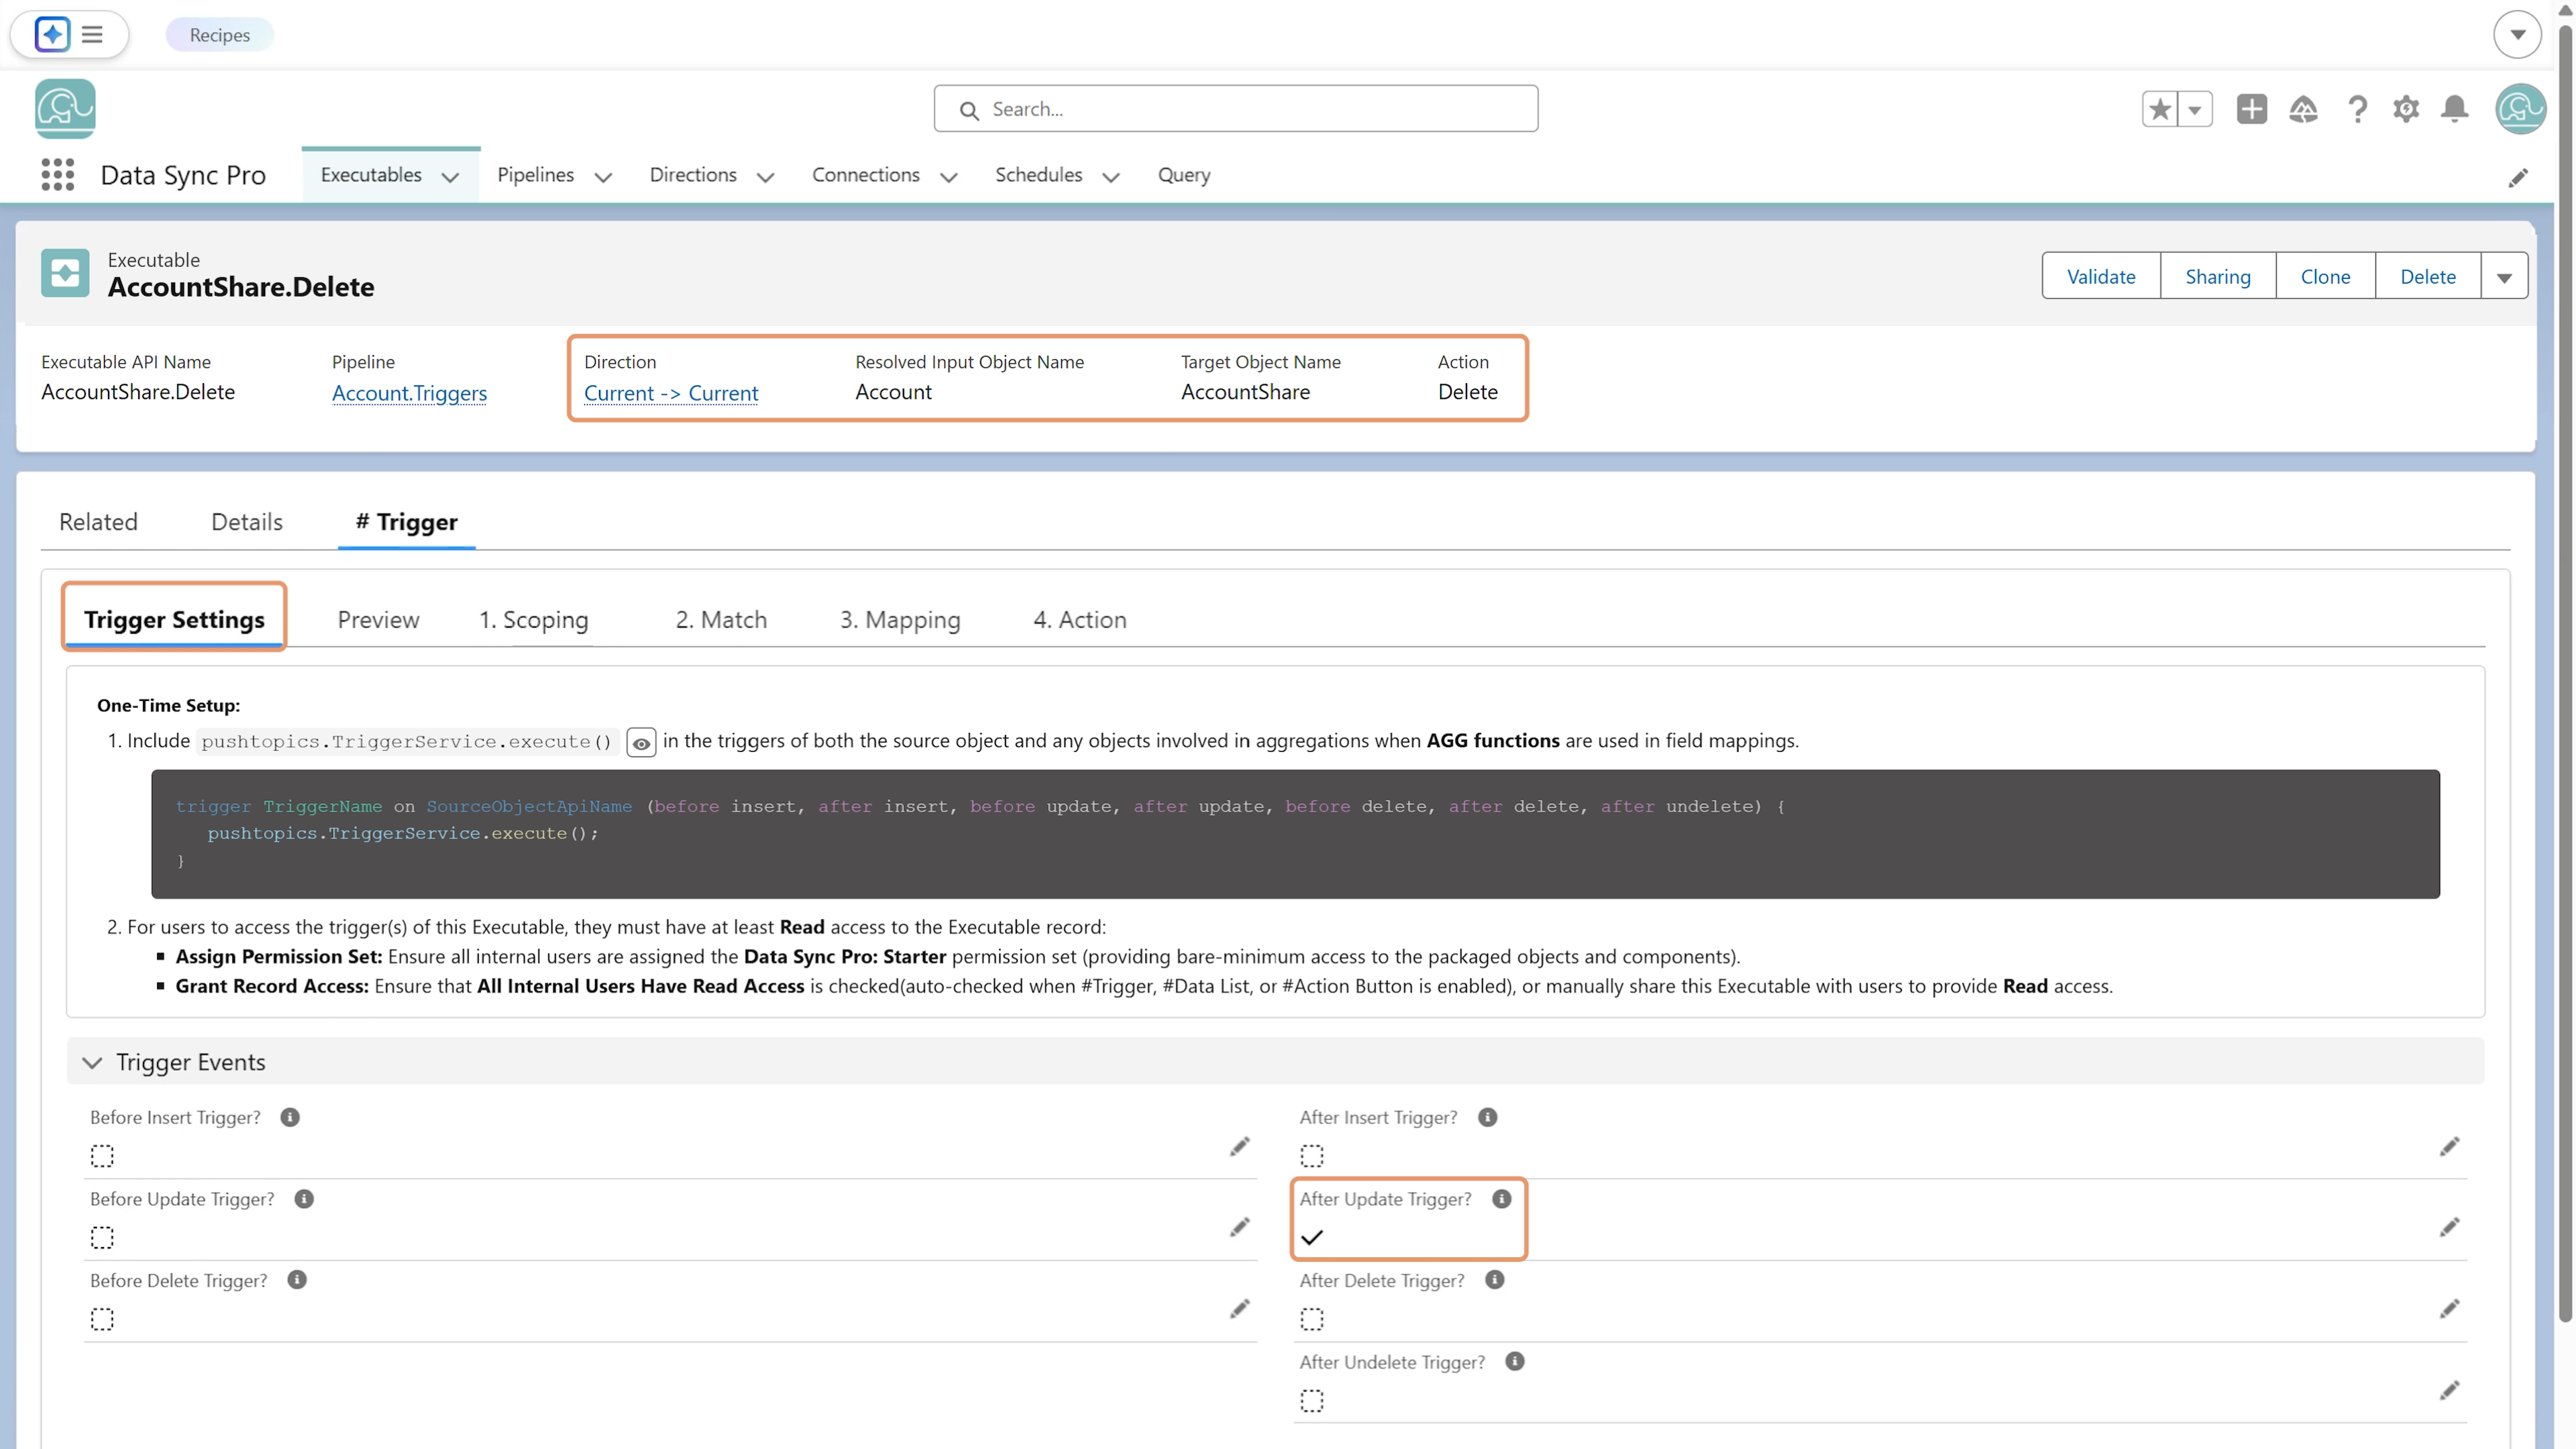 Recipes
Search...
Data Sync Pro
Executables
Pipelines
Directions
Connections
Schedules
Query
Executable
AccountShare.Delete
Validate
Sharing
Clone
Delete
Executable API Name
Pipeline
Direction
Resolved Input Object Name
Target Object Name
Action
AccountShare.Delete
Account.Triggers
Current -> Current
Account
AccountShare
Delete
Related
Details
# Trigger
Trigger Settings
Preview
1. Scoping
2. Match
3. Mapping
4. Action
One-Time Setup:
1. Include pushtopics.TriggerService.execute() in the triggers of both the source object and any objects involved in aggregations when AGG functions are used in field mappings.
trigger TriggerName on SourceObjectApiName (before insert, after insert, before update, after update, before delete, after delete, after undelete) {
pushtopics.TriggerService.execute();
}
2. For users to access the trigger(s) of this Executable, they must have at least Read access to the Executable record:
▪ Assign Permission Set: Ensure all internal users are assigned the Data Sync Pro: Starter permission set (providing bare-minimum access to the packaged objects and components).
▪ Grant Record Access: Ensure that All Internal Users Have Read Access is checked(auto-checked when #Trigger, #Data List, or #Action Button is enabled), or manually share this Executable with users to provide Read access.
Trigger Events
Before Insert Trigger?
After Insert Trigger?
Before Update Trigger?
After Update Trigger?
Before Delete Trigger?
After Delete Trigger?
After Undelete Trigger?